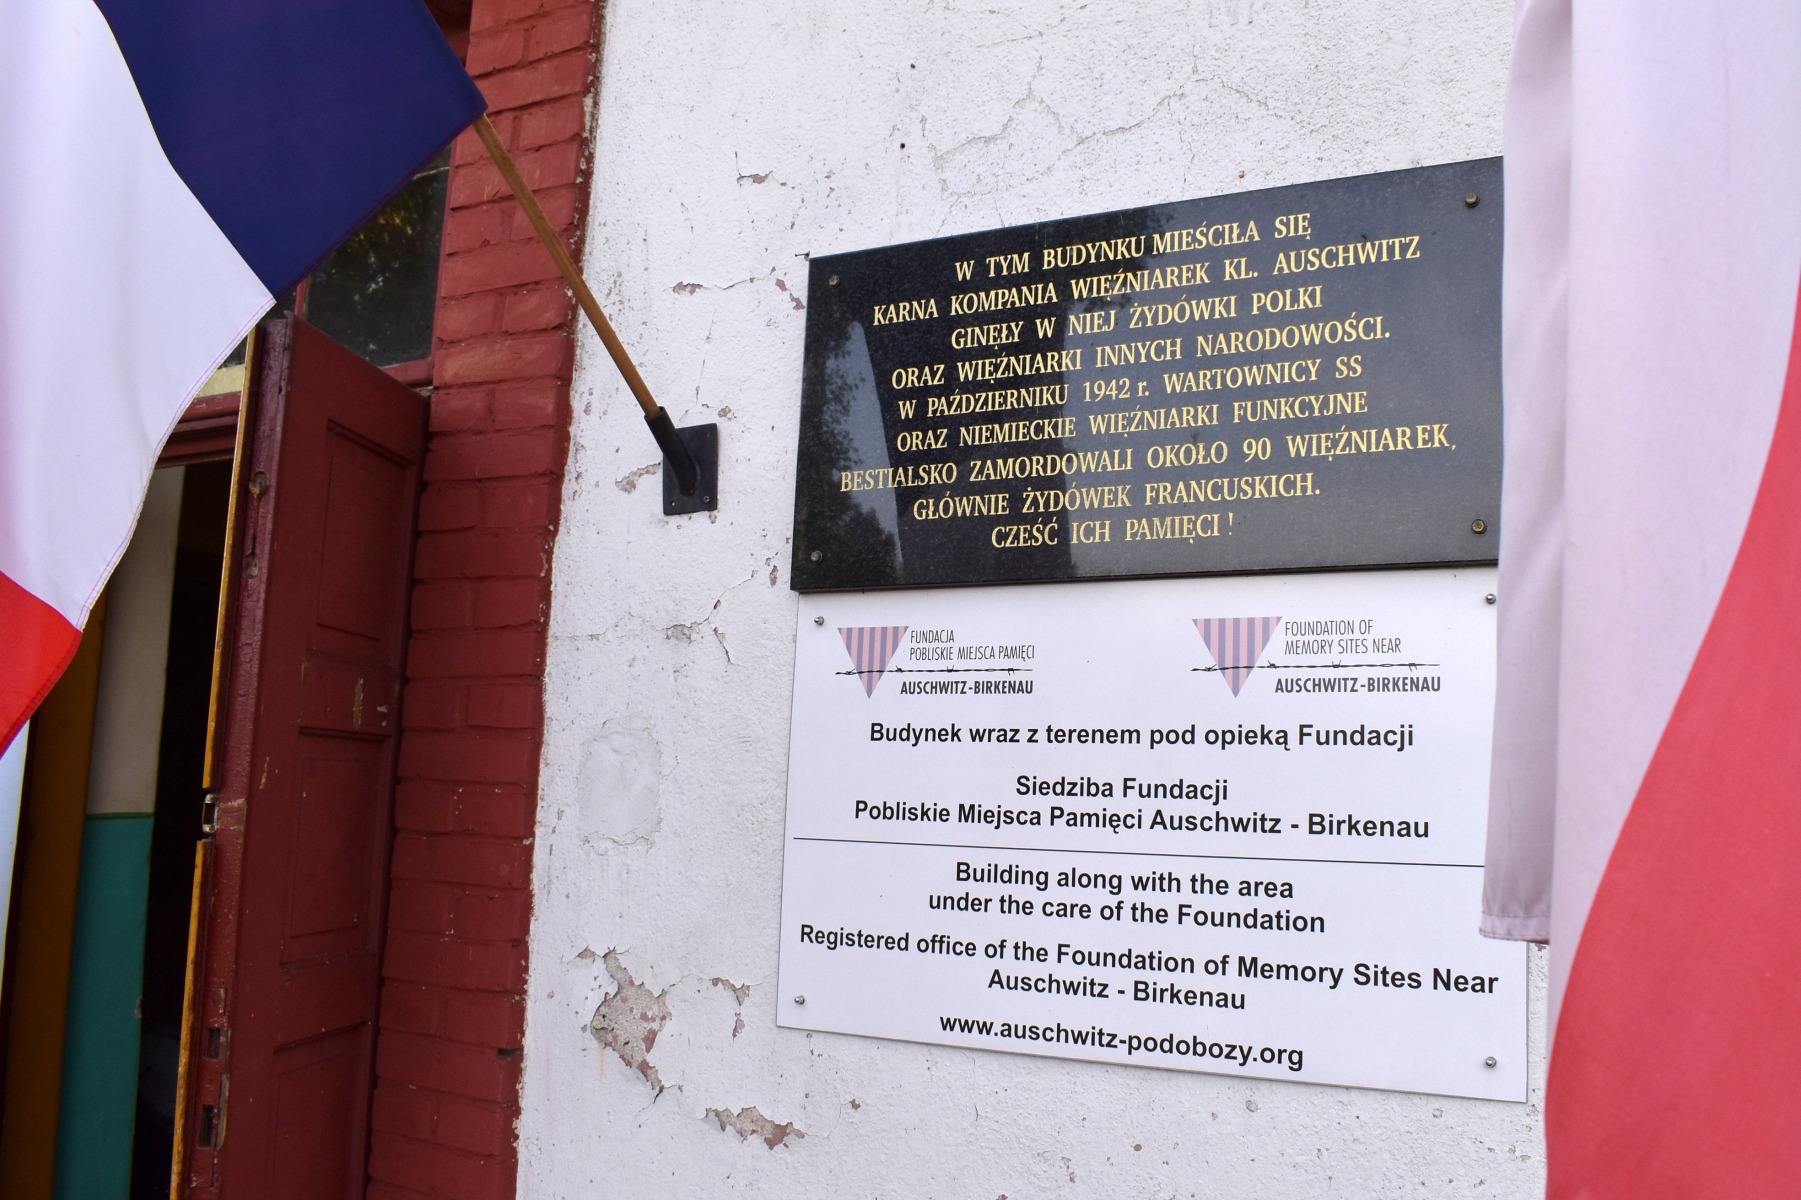 W TYM BUDYNKU MIEŚCIŁA SIĘ
KARNA KOMPANIA WIĘŹNIAREK KL. AUSCHWITZ
GINĘŁY W NIEJ ŻYDÓWKI POLKI
ORAZ WIĘŹNIARKI INNYCH NARODOWOŚCI.
W PAŹDZIERNIKU 1942 r. WARTOWNICY SS
ORAZ NIEMIECKIE WIĘŹNIARKI FUNKCYJNE
BESTIALSKO ZAMORDOWALI OKOŁO 90 WIĘŹNIAREK,
GŁÓWNIE ŻYDÓWEK FRANCUSKICH.
CZEŚĆ ICH PAMIĘCI !
FUNDACJA
POBLISKIE MIEJSCA PAMIĘCI
AUSCHWITZ-BIRKENAU
FOUNDATION OF
MEMORY SITES NEAR
AUSCHWITZ-BIRKENAU
Budynek wraz z terenem pod opieką Fundacji
Siedziba Fundacji
Pobliskie Miejsca Pamięci Auschwitz - Birkenau
Building along with the area
under the care of the Foundation
Registered office of the Foundation of Memory Sites Near
Auschwitz - Birkenau
www.auschwitz-podobozy.org